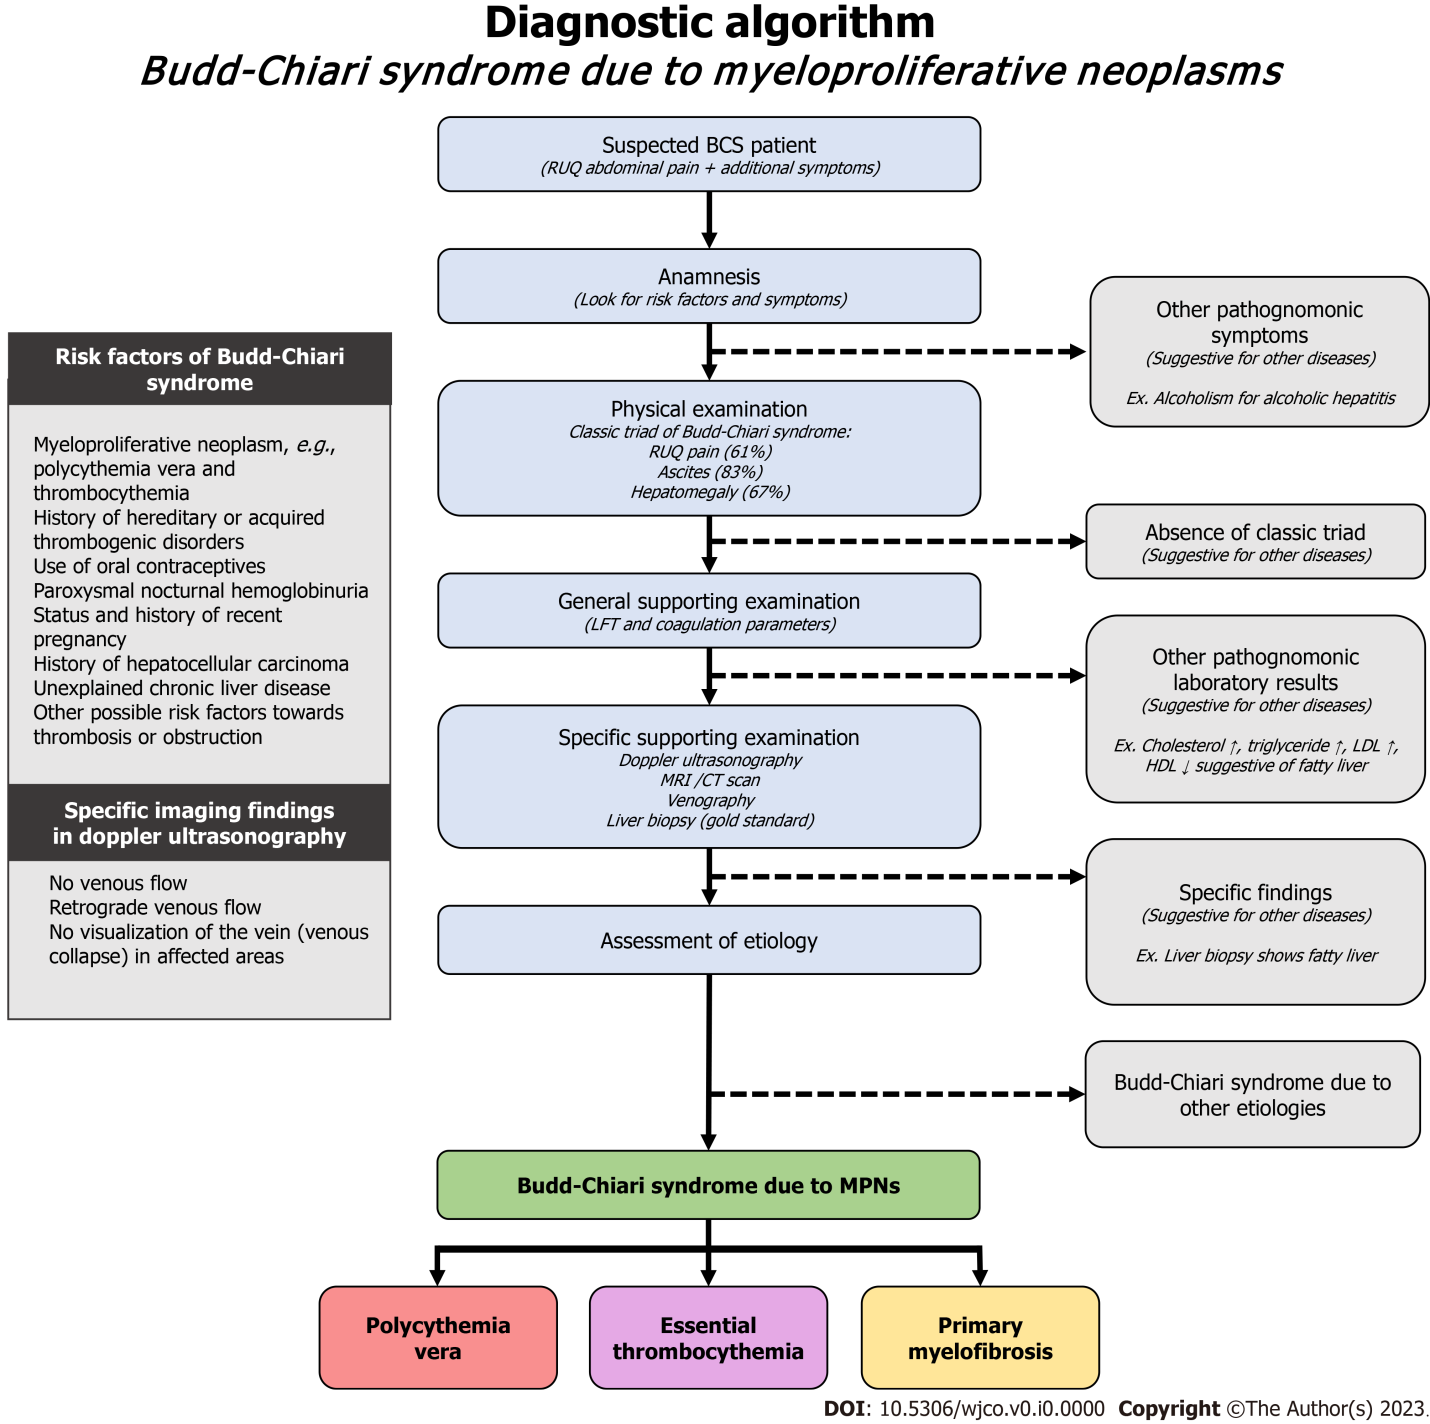 Diagnostic algorithm
Budd-Chiari syndrome due to myeloproliferative neoplasms
Suspected BCS patient
(RUQ abdominal pain + additional symptoms)
Anamnesis
(Look for risk factors and symptoms)
Other pathognomonic
symptoms
(Suggestive for other diseases)
Ex. Alcoholism for alcoholic hepatitis
Physical examination
Classic triad of Budd-Chiari syndrome:
RUQ pain (61%)
Ascites (83%)
Hepatomegaly (67%)
Absence of classic triad
(Suggestive for other diseases)
General supporting examination
(LFT and coagulation parameters)
Other pathognomonic
laboratory results
(Suggestive for other diseases)
Ex. Cholesterol ↑, triglyceride ↑, LDL ↑,
HDL ↓ suggestive of fatty liver
Specific supporting examination
Doppler ultrasonography
MRI /CT scan
Venography
Liver biopsy (gold standard)
Specific findings
(Suggestive for other diseases)
Ex. Liver biopsy shows fatty liver
Assessment of etiology
Budd-Chiari syndrome due to
other etiologies
Budd-Chiari syndrome due to MPNs
Polycythemia
vera
Essential
thrombocythemia
Primary
myelofibrosis
Risk factors of Budd-Chiari
syndrome
Myeloproliferative neoplasm, e.g.,
polycythemia vera and
thrombocythemia
History of hereditary or acquired
thrombogenic disorders
Use of oral contraceptives
Paroxysmal nocturnal hemoglobinuria
Status and history of recent
pregnancy
History of hepatocellular carcinoma
Unexplained chronic liver disease
Other possible risk factors towards
thrombosis or obstruction
Specific imaging findings
in doppler ultrasonography
No venous flow
Retrograde venous flow
No visualization of the vein (venous
collapse) in affected areas
DOI: 10.5306/wjco.v0.i0.0000 Copyright ©The Author(s) 2023.